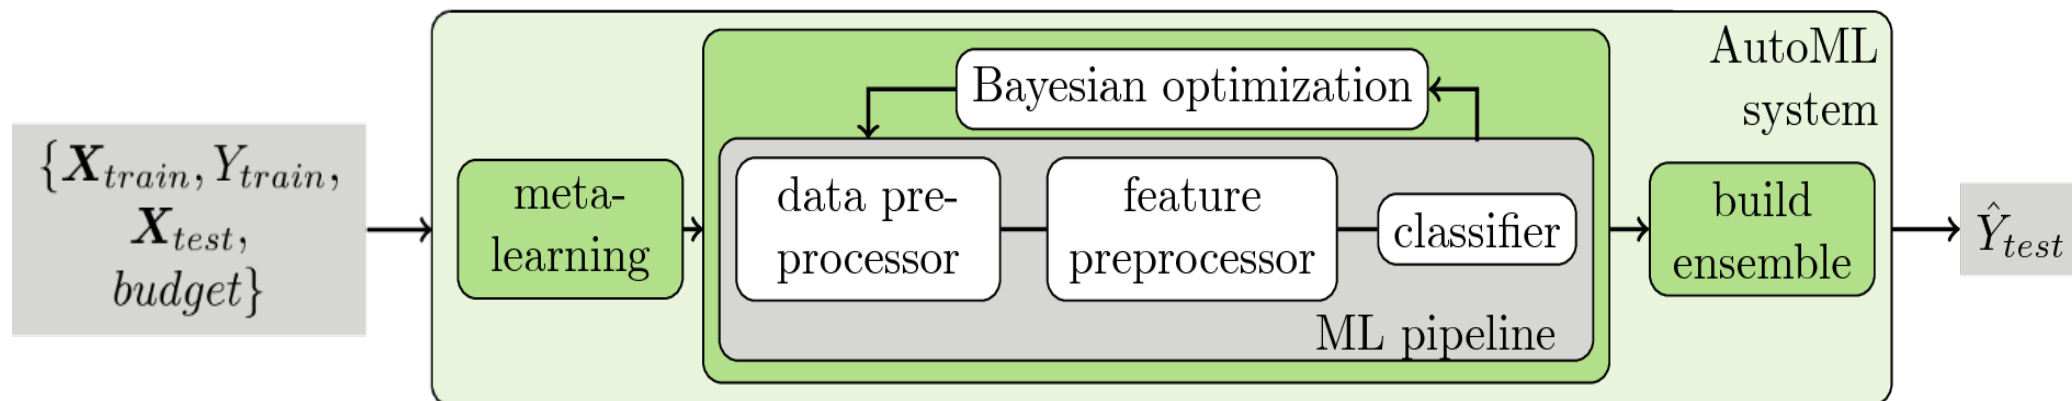 {X_train, Y_train,
X_test,
budget}
meta-
learning
Bayesian optimization
data pre-
processor
feature
preprocessor
classifier
ML pipeline
AutoML
system
build
ensemble
Ŷ_test